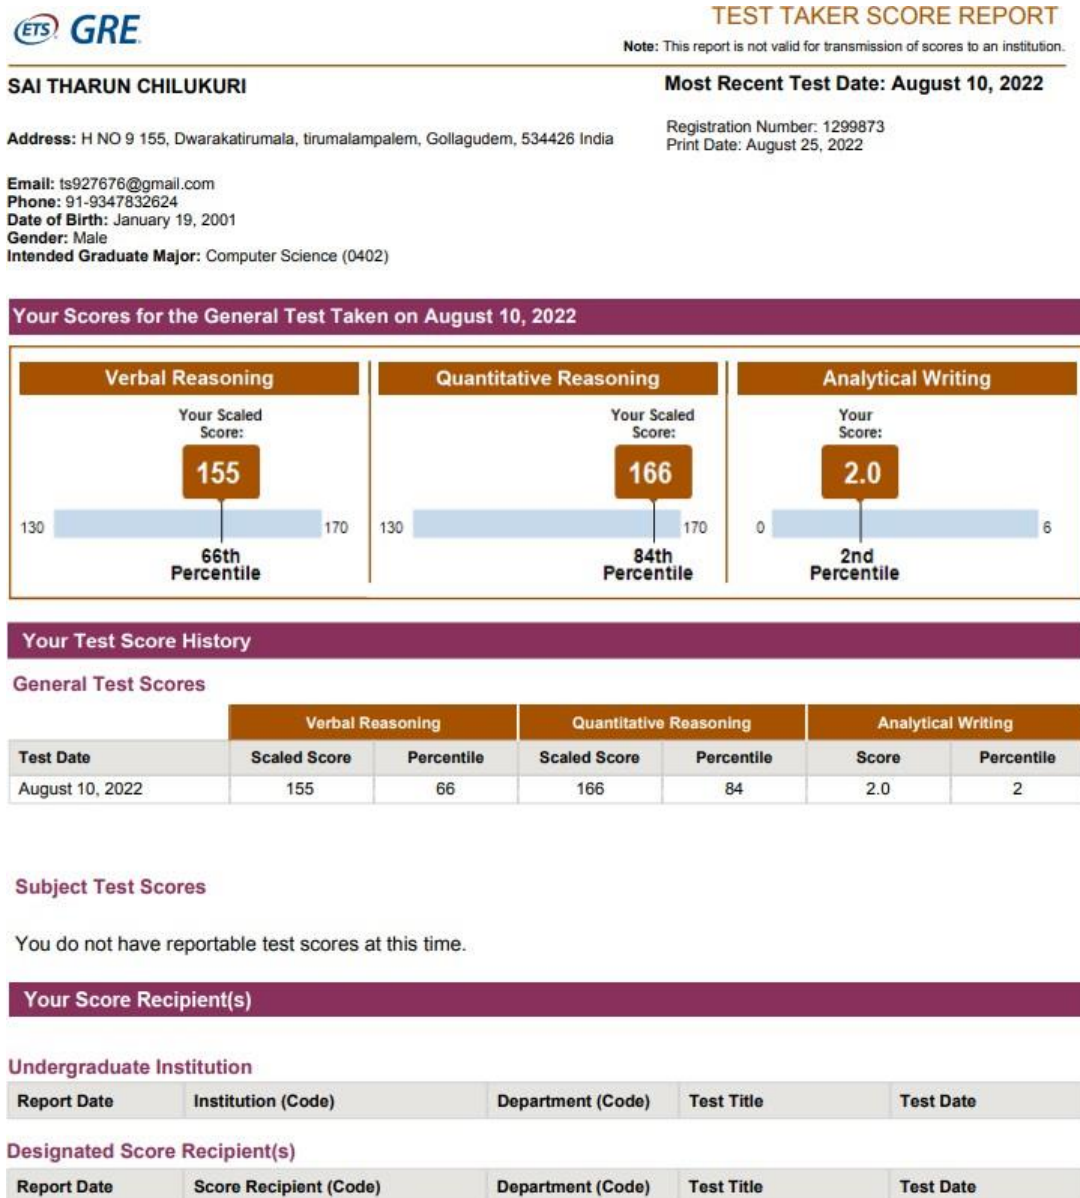 ETS GRE
TEST TAKER SCORE REPORT
Note: This report is not valid for transmission of scores to an institution.
SAI THARUN CHILUKURI
Most Recent Test Date: August 10, 2022
Address: H NO 9 155, Dwarakatirumala, tirumalampalem, Gollagudem, 534426 India
Registration Number: 1299873
Print Date: August 25, 2022
Email: ts927676@gmail.com
Phone: 91-9347832624
Date of Birth: January 19, 2001
Gender: Male
Intended Graduate Major: Computer Science (0402)
Your Scores for the General Test Taken on August 10, 2022
Verbal Reasoning
Your Scaled
Score:
155
130 170
66th
Percentile
Quantitative Reasoning
Your Scaled
Score:
166
130 170
84th
Percentile
Analytical Writing
Your
Score:
2.0
0 6
2nd
Percentile
Your Test Score History
General Test Scores
Verbal Reasoning Quantitative Reasoning Analytical Writing
Test Date Scaled Score Percentile Scaled Score Percentile Score Percentile
August 10, 2022 155 66 166 84 2.0 2
Subject Test Scores
You do not have reportable test scores at this time.
Your Score Recipient(s)
Undergraduate Institution
Report Date Institution (Code) Department (Code) Test Title Test Date
Designated Score Recipient(s)
Report Date Score Recipient (Code) Department (Code) Test Title Test Date